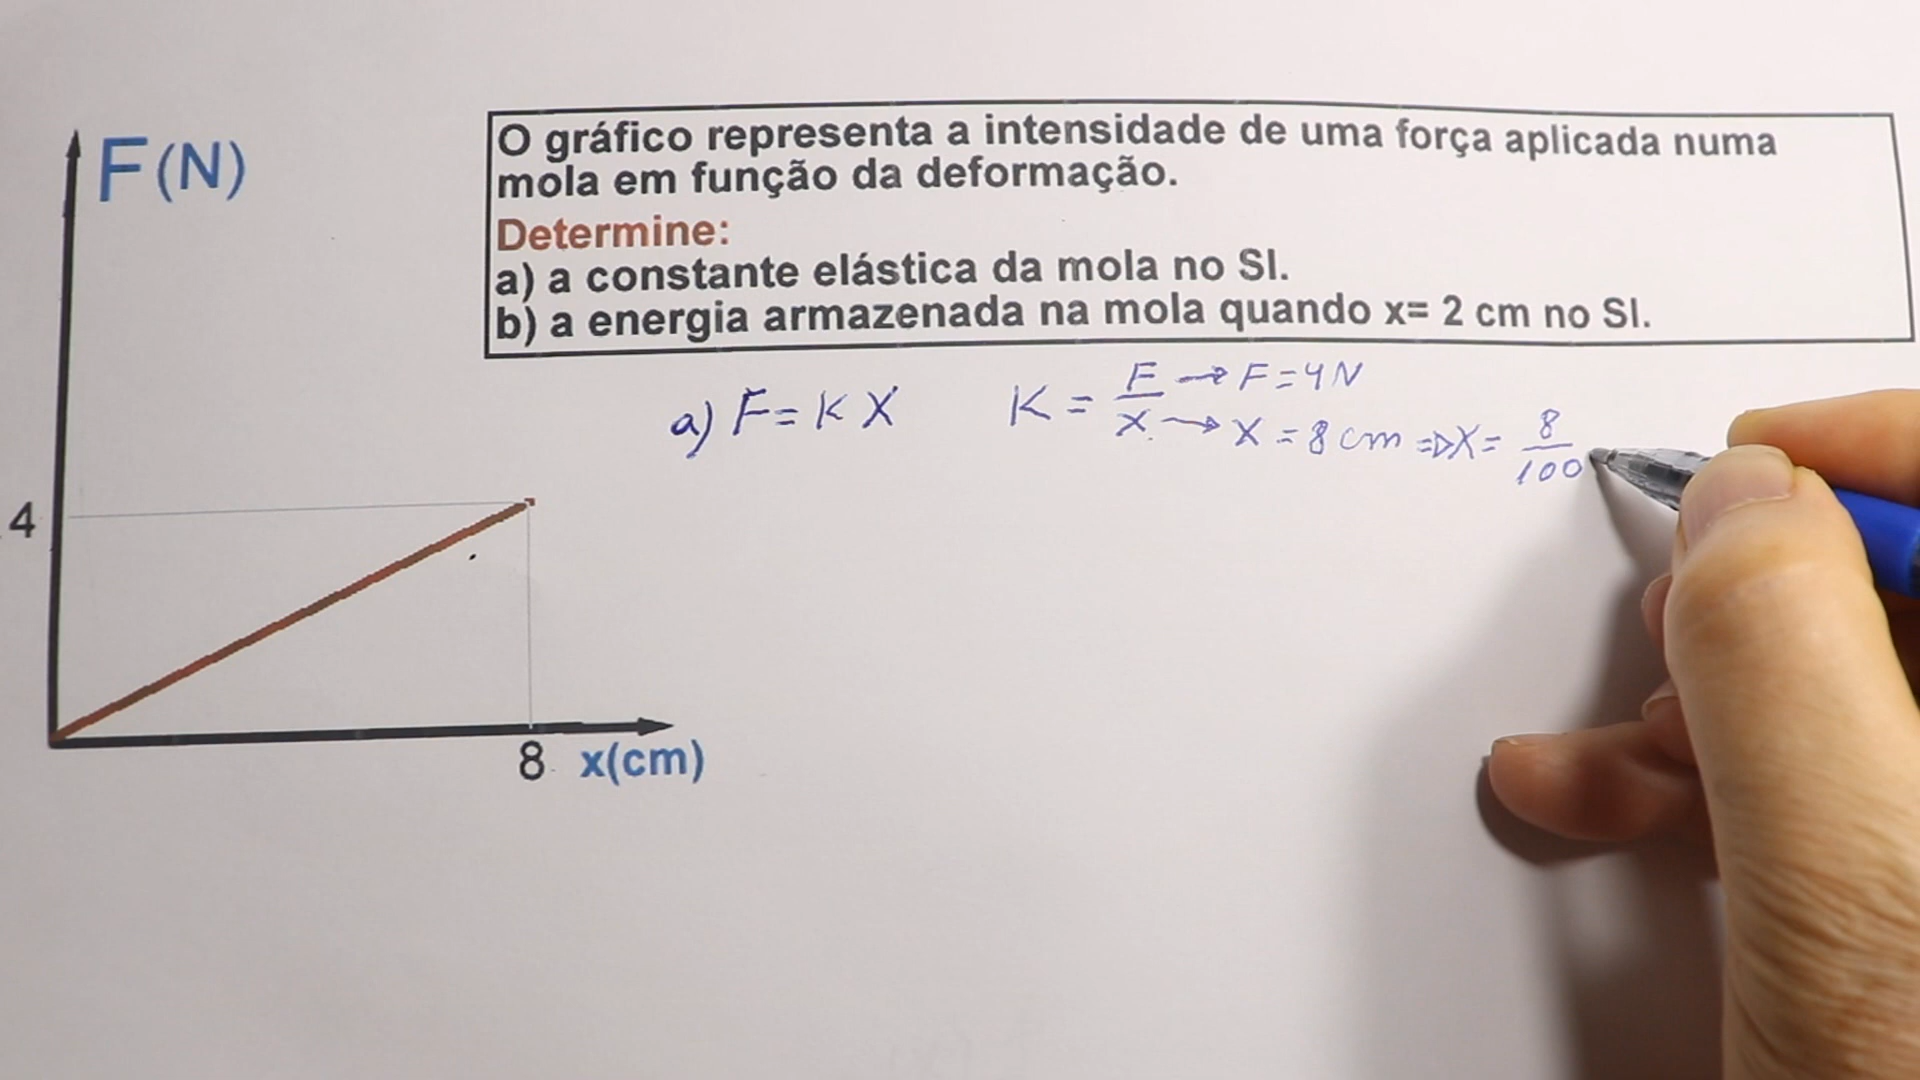 F(N)
O gráfico representa a intensidade de uma força aplicada numa
mola em função da deformação.
Determine:
a) a constante elástica da mola no SI.
b) a energia armazenada na mola quando x= 2 cm no SI.
a) F = K X K = F/X → F = 4N
→ X = 8 cm ⇒ X = 8/100
4
8 x(cm)